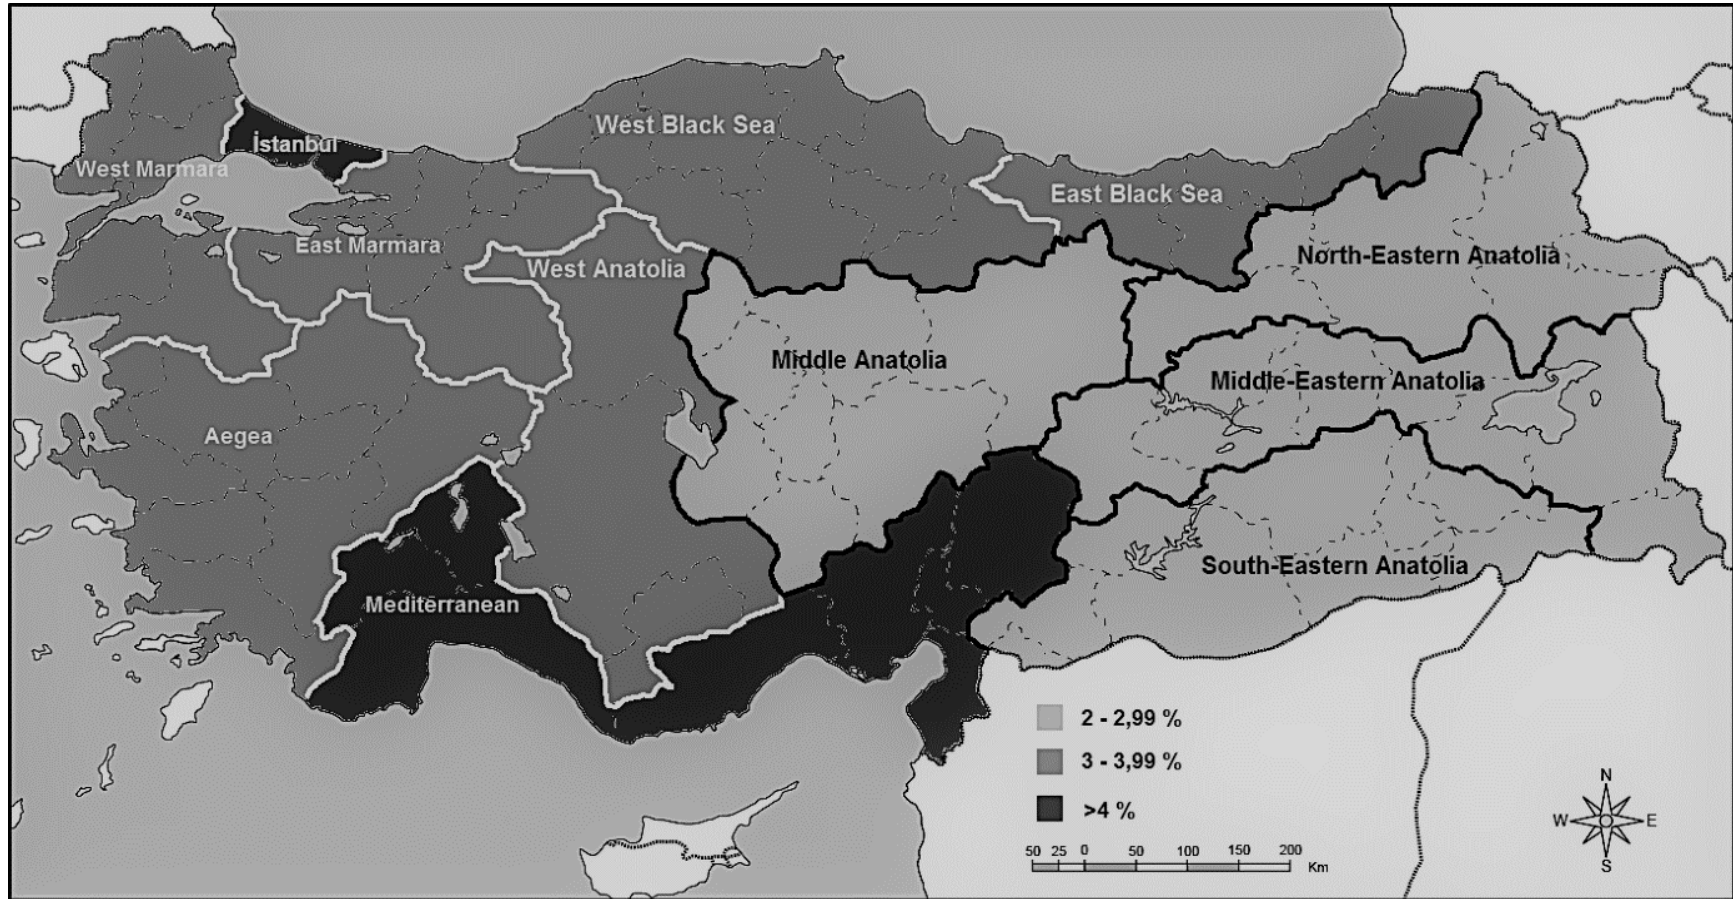 West Black Sea
İstanbul
West Marmara
East Black Sea
East Marmara
North-Eastern Anatolia
West Anatolia
Middle Anatolia
Middle-Eastern Anatolia
Aegea
South-Eastern Anatolia
Mediterranean
2 - 2,99 %
3 - 3,99 %
>4 %
N
W E
S
50 25 0 50 100 150 200
Km